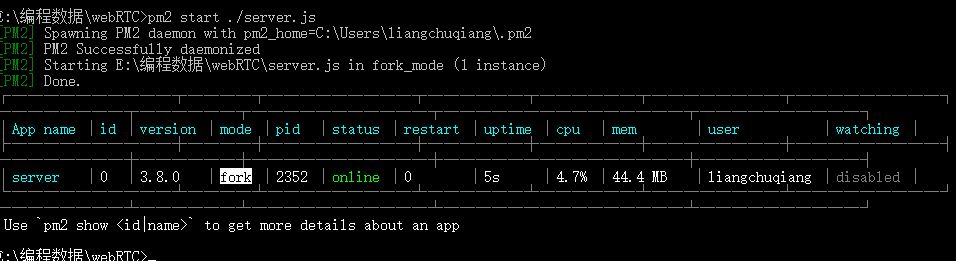 :\编程数据\webRTC>pm2 start ./server.js
[PM2] Spawning PM2 daemon with pm2_home=C:\Users\liangchuqiang\.pm2
[PM2] PM2 Successfully daemonized
[PM2] Starting E:\编程数据\webRTC\server.js in fork_mode (1 instance)
[PM2] Done.
App name │ id │ version │ mode │ pid │ status │ restart │ uptime │ cpu │ mem │ user │ watching
server │ 0 │ 3.8.0 │ fork │ 2352 │ online │ 0 │ 5s │ 4.7% │ 44.4 MB │ liangchuqiang │ disabled
Use `pm2 show <id|name>` to get more details about an app
:\编程数据\webRTC>_